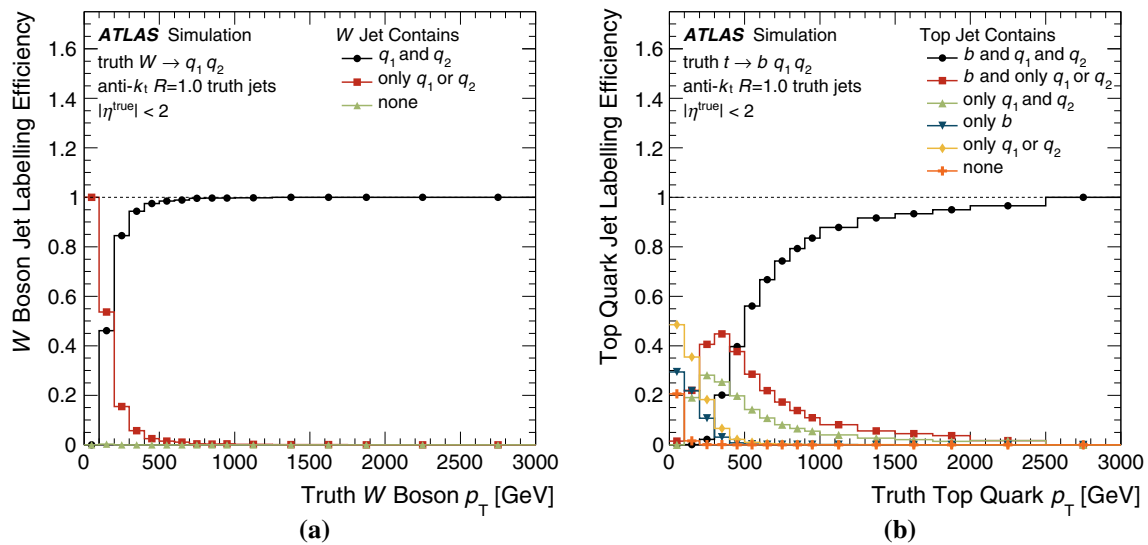 ATLAS Simulation
truth W → q1 q2
anti-kt R=1.0 truth jets
|ηtrue| < 2
W Jet Contains
q1 and q2
only q1 or q2
none
W Boson Jet Labelling Efficiency
1.6
1.4
1.2
1
0.8
0.6
0.4
0.2
0
0 500 1000 1500 2000 2500 3000
Truth W Boson pT [GeV]
(a)
ATLAS Simulation
truth t → b q1 q2
anti-kt R=1.0 truth jets
|ηtrue| < 2
Top Jet Contains
b and q1 and q2
b and only q1 or q2
only q1 and q2
only b
only q1 or q2
none
Top Quark Jet Labelling Efficiency
1.6
1.4
1.2
1
0.8
0.6
0.4
0.2
0
0 500 1000 1500 2000 2500 3000
Truth Top Quark pT [GeV]
(b)